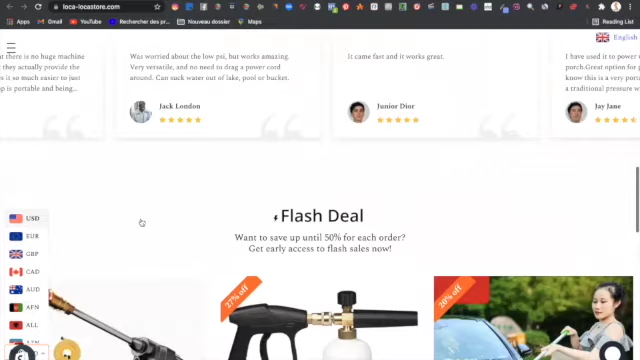 loca-locastore.com
Apps
Gmail
YouTube
Rechercher des pr...
Nouveau dossier
Maps
Reading List
English
at there is no huge machine
Was worried about the low psi, but works amazing.
It came fast and it works great.
I have used it to power
t they actually provide the
Very versatile, and no need to drag a power cord
porch.Great option for p
it so much easier to just
around. Can suck water out of lake, pool or bucket.
know this is a very porta
p is portable and being...
a traditional pressure w
Jack London
Junior Dior
Jay Jane
Flash Deal
Want to save up until 50% for each order?
Get early access to flash sales now!
USD
EUR
GBP
CAD
AUD
AFN
ALL
27% off
20% off